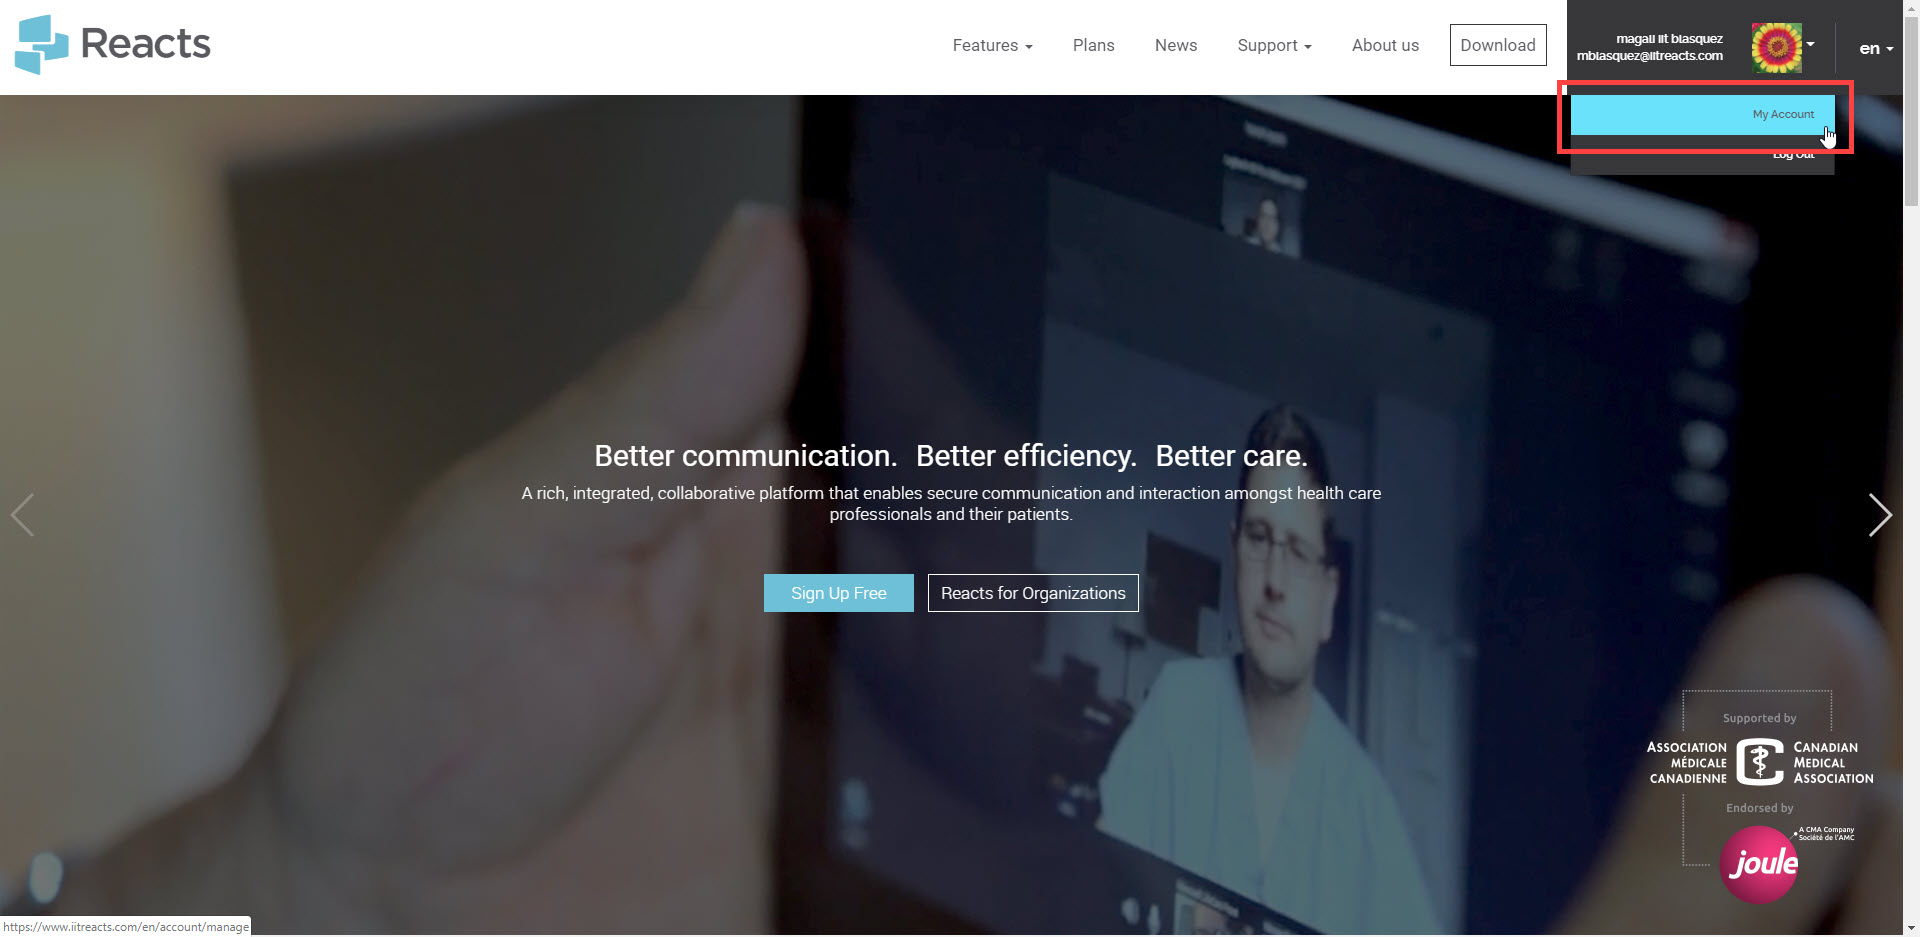 Reacts
Features
Plans
News
Support
About us
Download
magali iit blasquez
mblasquez@iitreacts.com
en
My Account
Log Out
Better communication. Better efficiency. Better care.
A rich, integrated, collaborative platform that enables secure communication and interaction amongst health care
professionals and their patients.
Sign Up Free
Reacts for Organizations
Supported by
ASSOCIATION
MÉDICALE
CANADIENNE
CANADIAN
MEDICAL
ASSOCIATION
Endorsed by
A CMA Company
Société de l'AMC
joule
https://www.iitreacts.com/en/account/manage